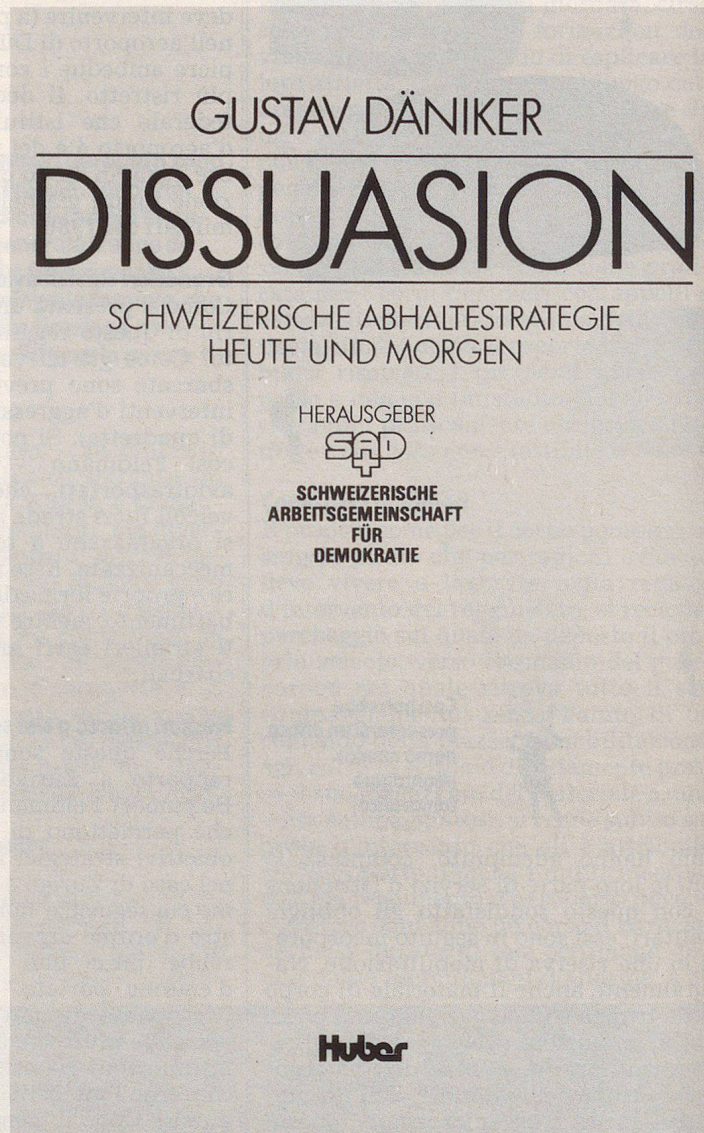 GUSTAV DÄNIKER
DISSUASION
SCHWEIZERISCHE ABHALTESTRATEGIE
HEUTE UND MORGEN
HERAUSGEBER
SAD
SCHWEIZERISCHE
ARBEITSGEMEINSCHAFT
FÜR
DEMOKRATIE
Huber